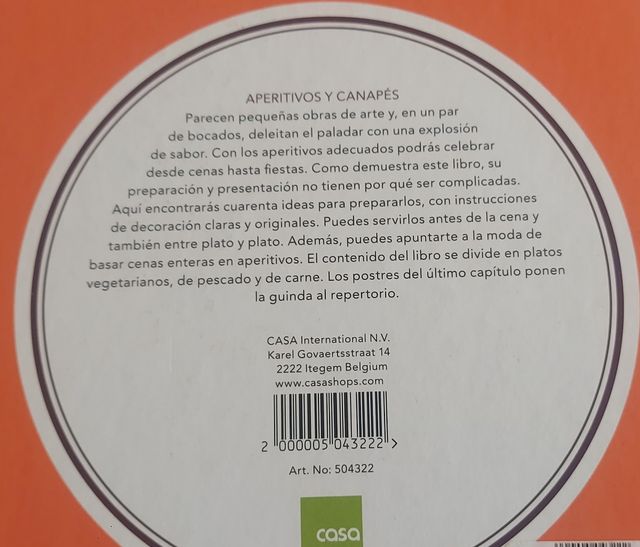 APERITIVOS Y CANAPÉS
Parecen pequeñas obras de arte y, en un par
de bocados, deleitan el paladar con una explosión
de sabor. Con los aperitivos adecuados podrás celebrar
desde cenas hasta fiestas. Como demuestra este libro, su
preparación y presentación no tienen por qué ser complicadas.
Aquí encontrarás cuarenta ideas para prepararlos, con instrucciones
de decoración claras y originales. Puedes servirlos antes de la cena y
también entre plato y plato. Además, puedes apuntarte a la moda de
basar cenas enteras en aperitivos. El contenido del libro se divide en platos
vegetarianos, de pescado y de carne. Los postres del último capítulo ponen
la guinda al repertorio.
CASA International N.V.
Karel Govaertsstraat 14
2222 Itegem Belgium
www.casashops.com
2 000005 043222 >
Art. No: 504322
casa